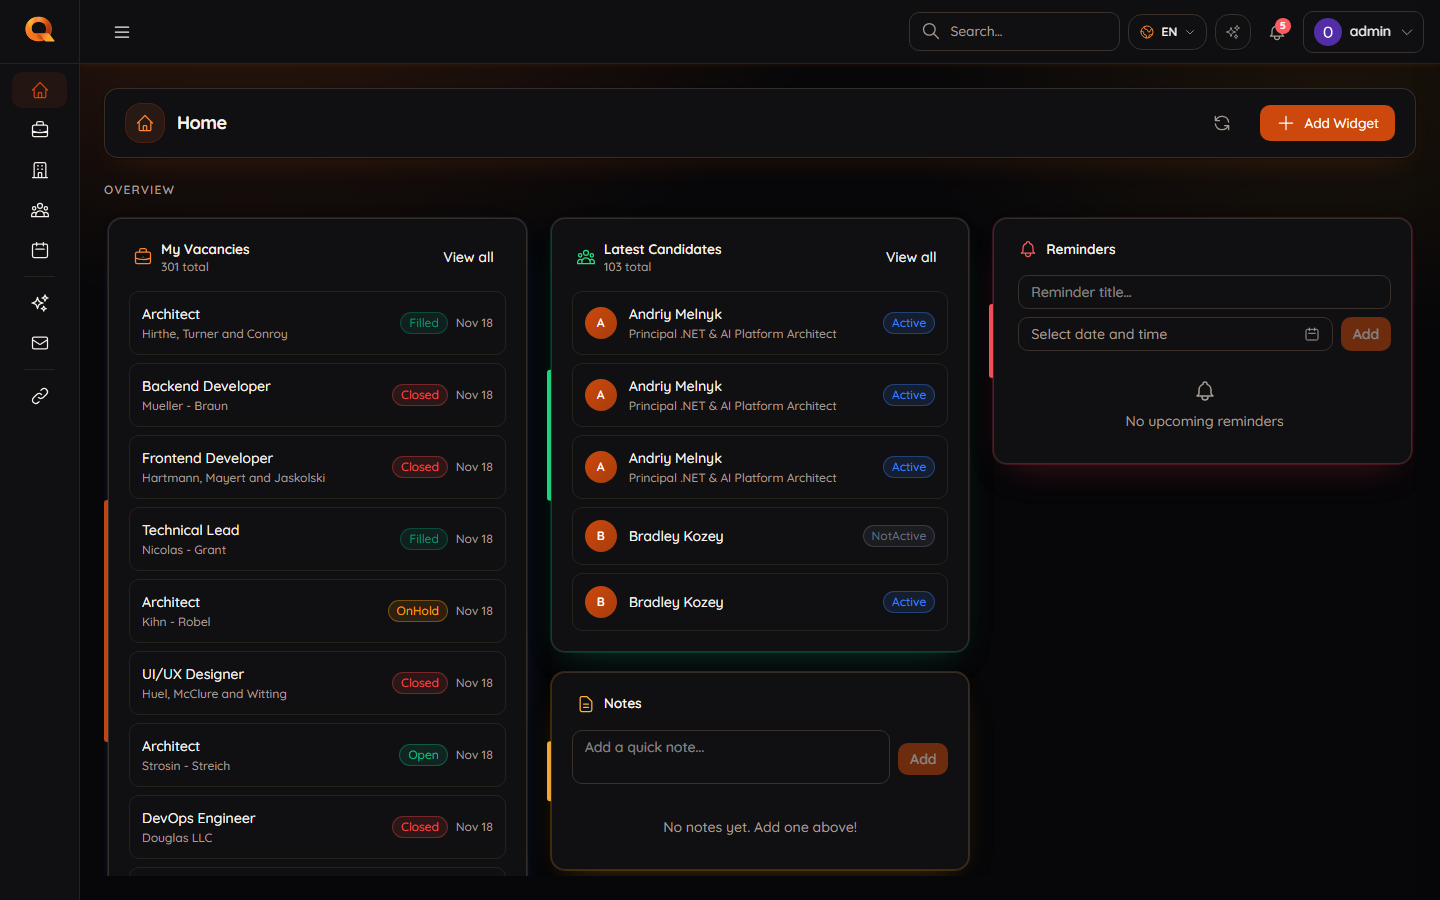 Search...
EN
5
O
admin
Home
Add Widget
OVERVIEW
My Vacancies
301 total
View all
Architect
Hirthe, Turner and Conroy
Filled
Nov 18
Backend Developer
Mueller - Braun
Closed
Nov 18
Frontend Developer
Hartmann, Mayert and Jaskolski
Closed
Nov 18
Technical Lead
Nicolas - Grant
Filled
Nov 18
Architect
Kihn - Robel
OnHold
Nov 18
UI/UX Designer
Huel, McClure and Witting
Closed
Nov 18
Architect
Strosin - Streich
Open
Nov 18
DevOps Engineer
Douglas LLC
Closed
Nov 18
Latest Candidates
103 total
View all
A
Andriy Melnyk
Principal .NET & AI Platform Architect
Active
A
Andriy Melnyk
Principal .NET & AI Platform Architect
Active
A
Andriy Melnyk
Principal .NET & AI Platform Architect
Active
B
Bradley Kozey
NotActive
B
Bradley Kozey
Active
Notes
Add a quick note...
Add
No notes yet. Add one above!
Reminders
Reminder title...
Select date and time
Add
No upcoming reminders